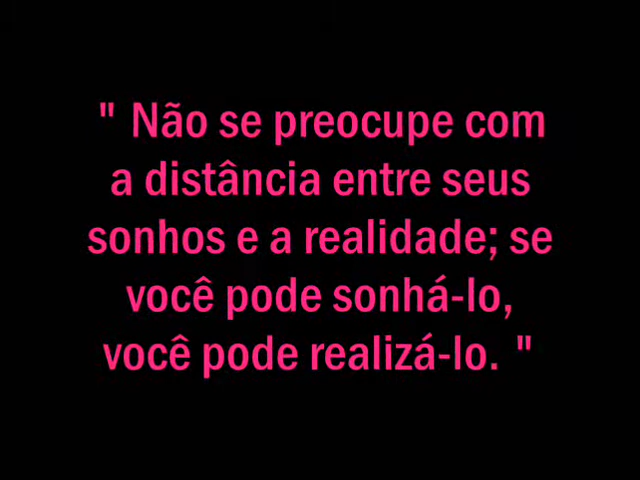 " Não se preocupe com
a distância entre seus
sonhos e a realidade; se
você pode sonhá-lo,
você pode realizá-lo. "